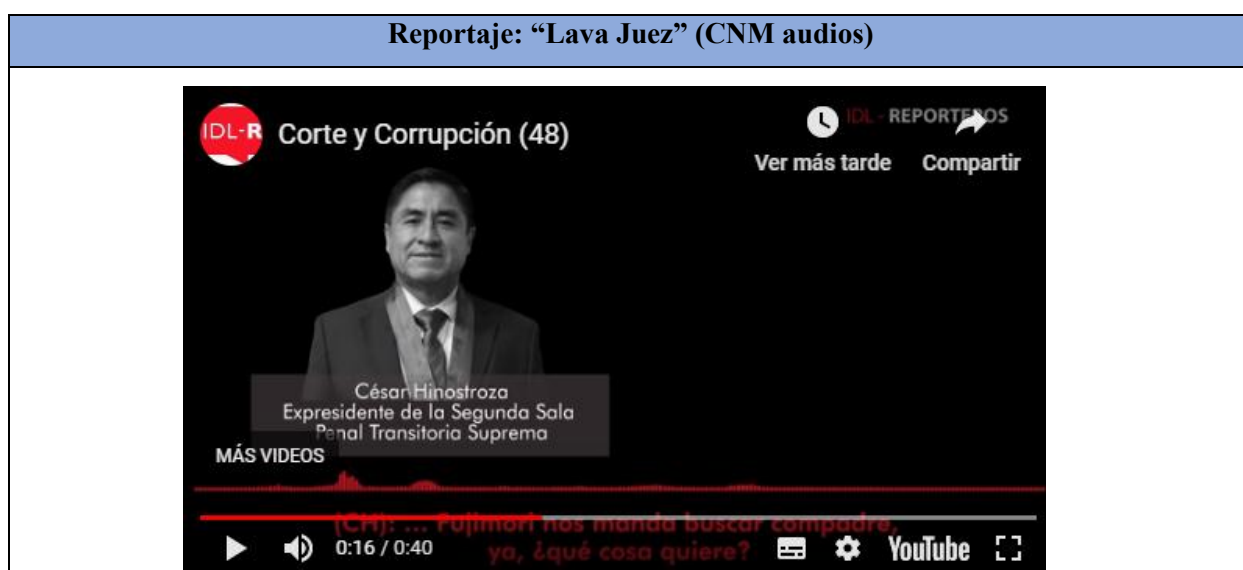 Reportaje: “Lava Juez” (CNM audios)
IDL-R
Corte y Corrupción (48)
IDL - REPORTEROS
Ver más tarde
Compartir
César Hinostroza
Expresidente de la Segunda Sala
Penal Transitoria Suprema
MÁS VIDEOS
(CH): ... Fujimori nos manda buscar compadre,
ya, ¿qué cosa quiere?
0:16 / 0:40
YouTube